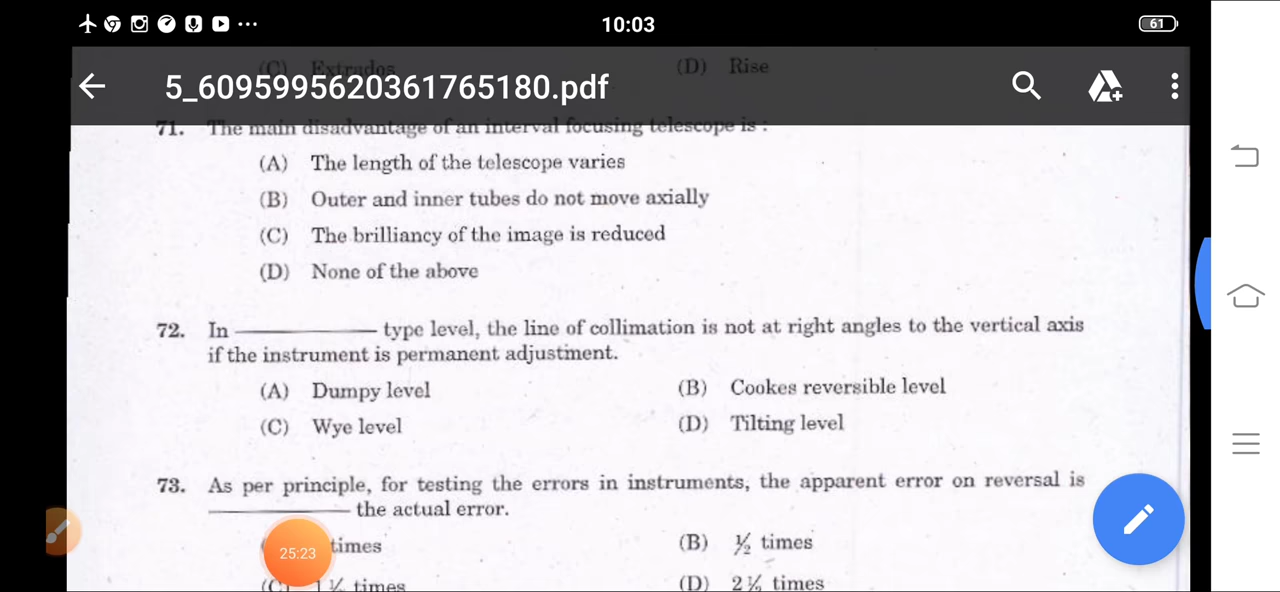 10:03
61
(C) Extrados (D) Rise
5_6095995620361765180.pdf
71. The main disadvantage of an interval focusing telescope is :
(A) The length of the telescope varies
(B) Outer and inner tubes do not move axially
(C) The brilliancy of the image is reduced
(D) None of the above
72. In ____________ type level, the line of collimation is not at right angles to the vertical axis
if the instrument is permanent adjustment.
(A) Dumpy level (B) Cookes reversible level
(C) Wye level (D) Tilting level
73. As per principle, for testing the errors in instruments, the apparent error on reversal is
____________ the actual error.
times (B) ½ times
25:23
times (D) 2½ times